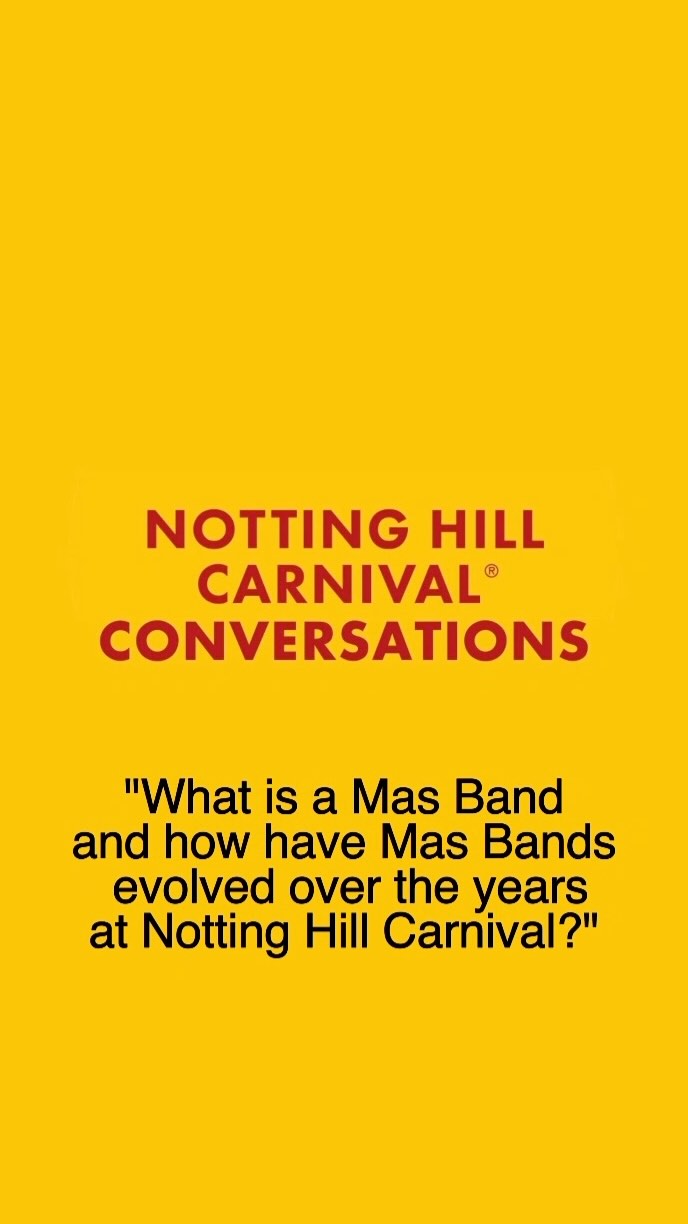 NOTTING HILL
CARNIVAL®
CONVERSATIONS
"What is a Mas Band
and how have Mas Bands
evolved over the years
at Notting Hill Carnival?"